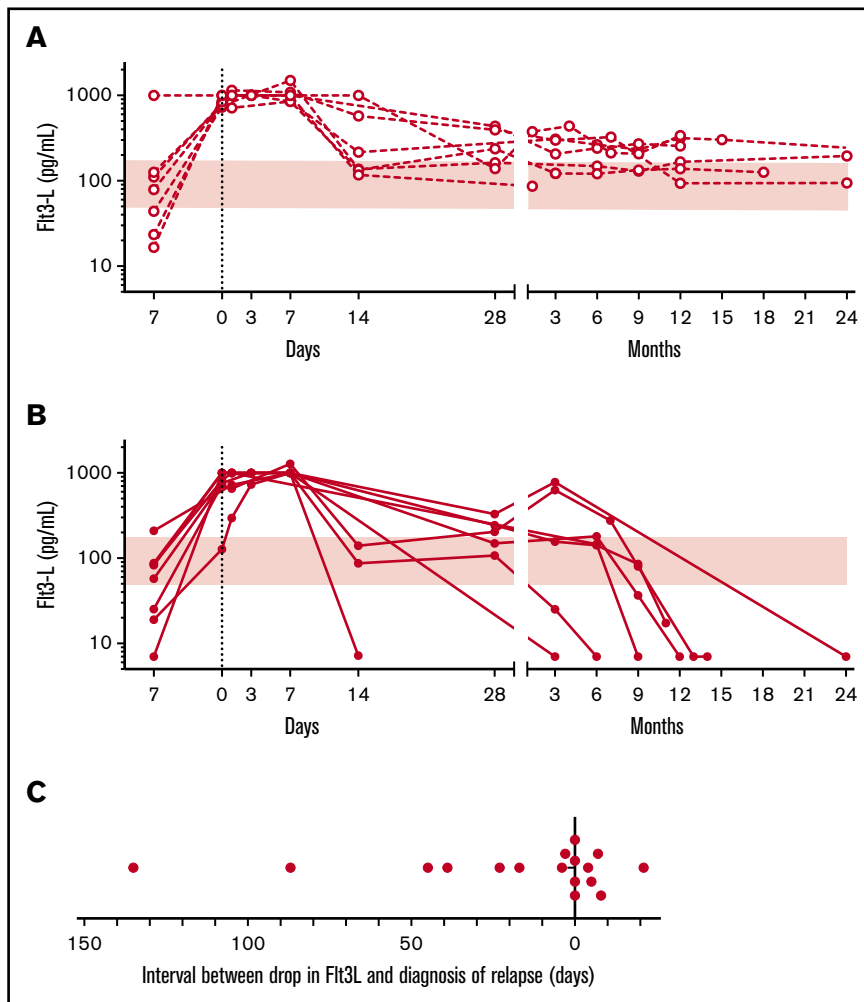 A
Flt3-L (pg/mL)
1000
100
10
7 0 3 7 14 28 3 6 9 12 15 18 21 24
Days Months
B
Flt3-L (pg/mL)
1000
100
10
7 0 3 7 14 28 3 6 9 12 15 18 21 24
Days Months
C
150 100 50 0
Interval between drop in Flt3L and diagnosis of relapse (days)